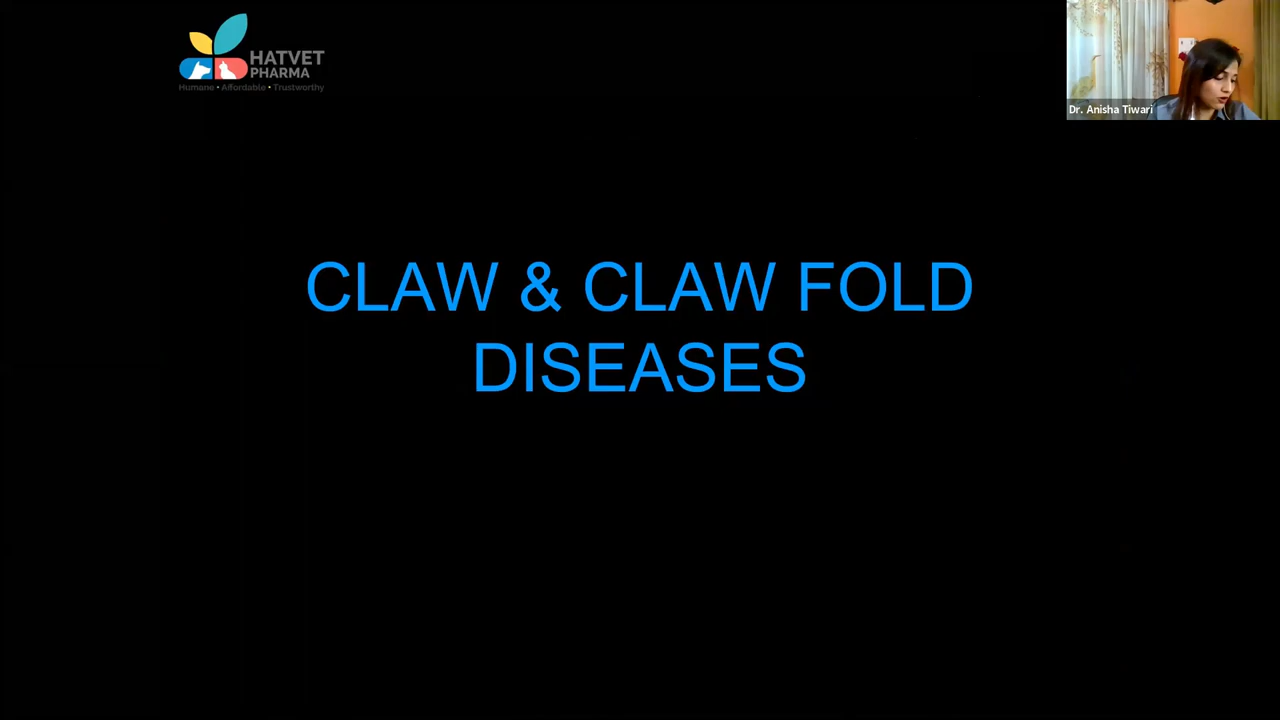 HATVET
PHARMA
Humane • Affordable • Trustworthy
Dr. Anisha Tiwari
CLAW & CLAW FOLD
DISEASES